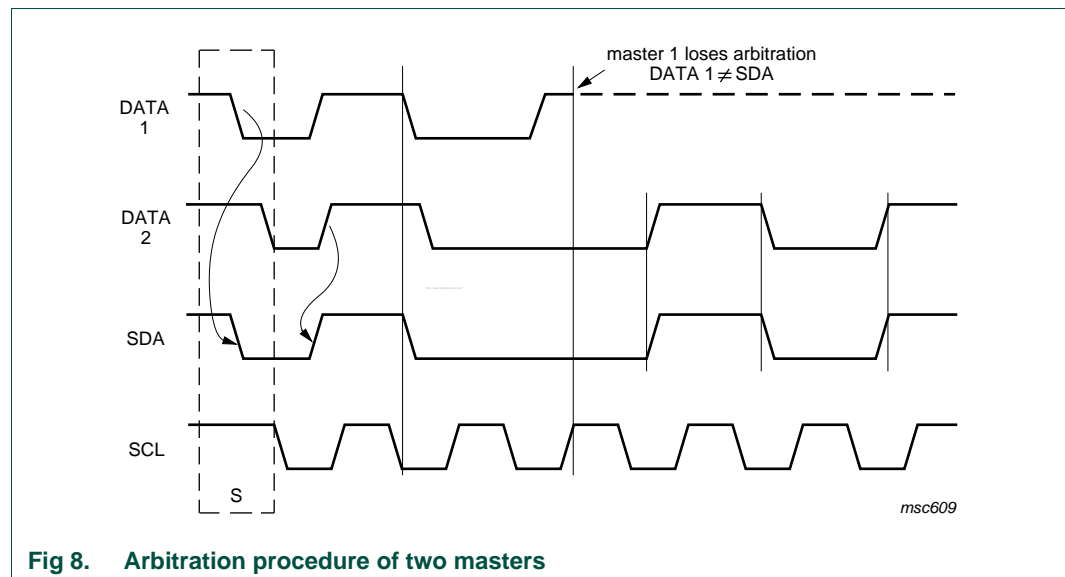 master 1 loses arbitration
DATA 1 ≠ SDA
DATA
1
DATA
2
SDA
SCL
S
msc609
Fig 8. Arbitration procedure of two masters